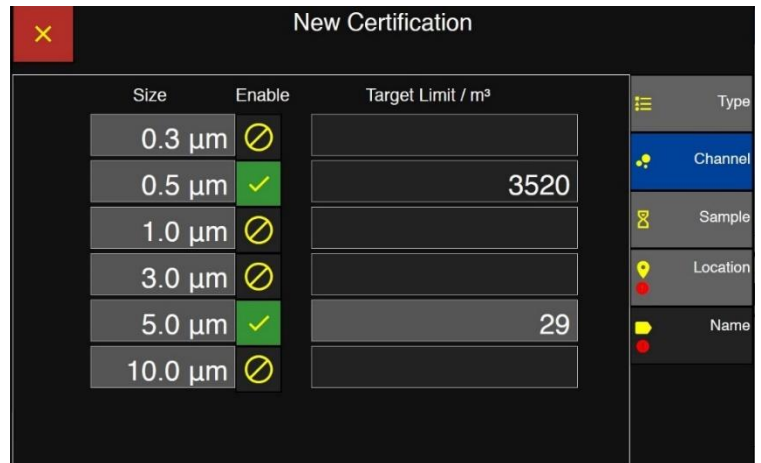 New Certification
Size Enable Target Limit / m³
0.3 µm
0.5 µm 3520
1.0 µm
3.0 µm
5.0 µm 29
10.0 µm
Type
Channel
Sample
Location
Name